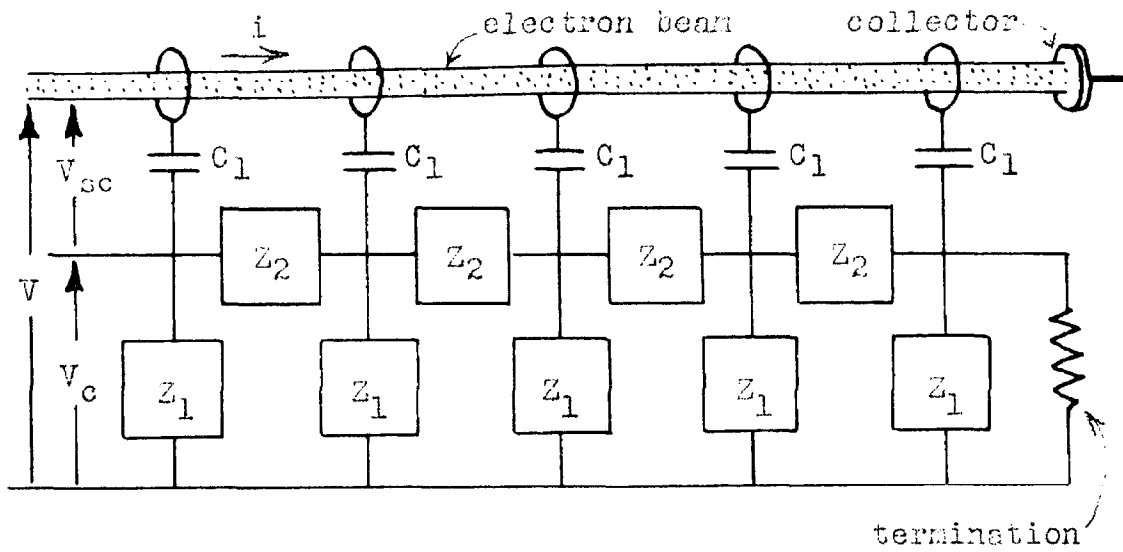 i
electron beam
collector
C1 C1 C1 C1 C1
Vsc
Z2 Z2 Z2 Z2
V
Vc
Z1 Z1 Z1 Z1 Z1
termination